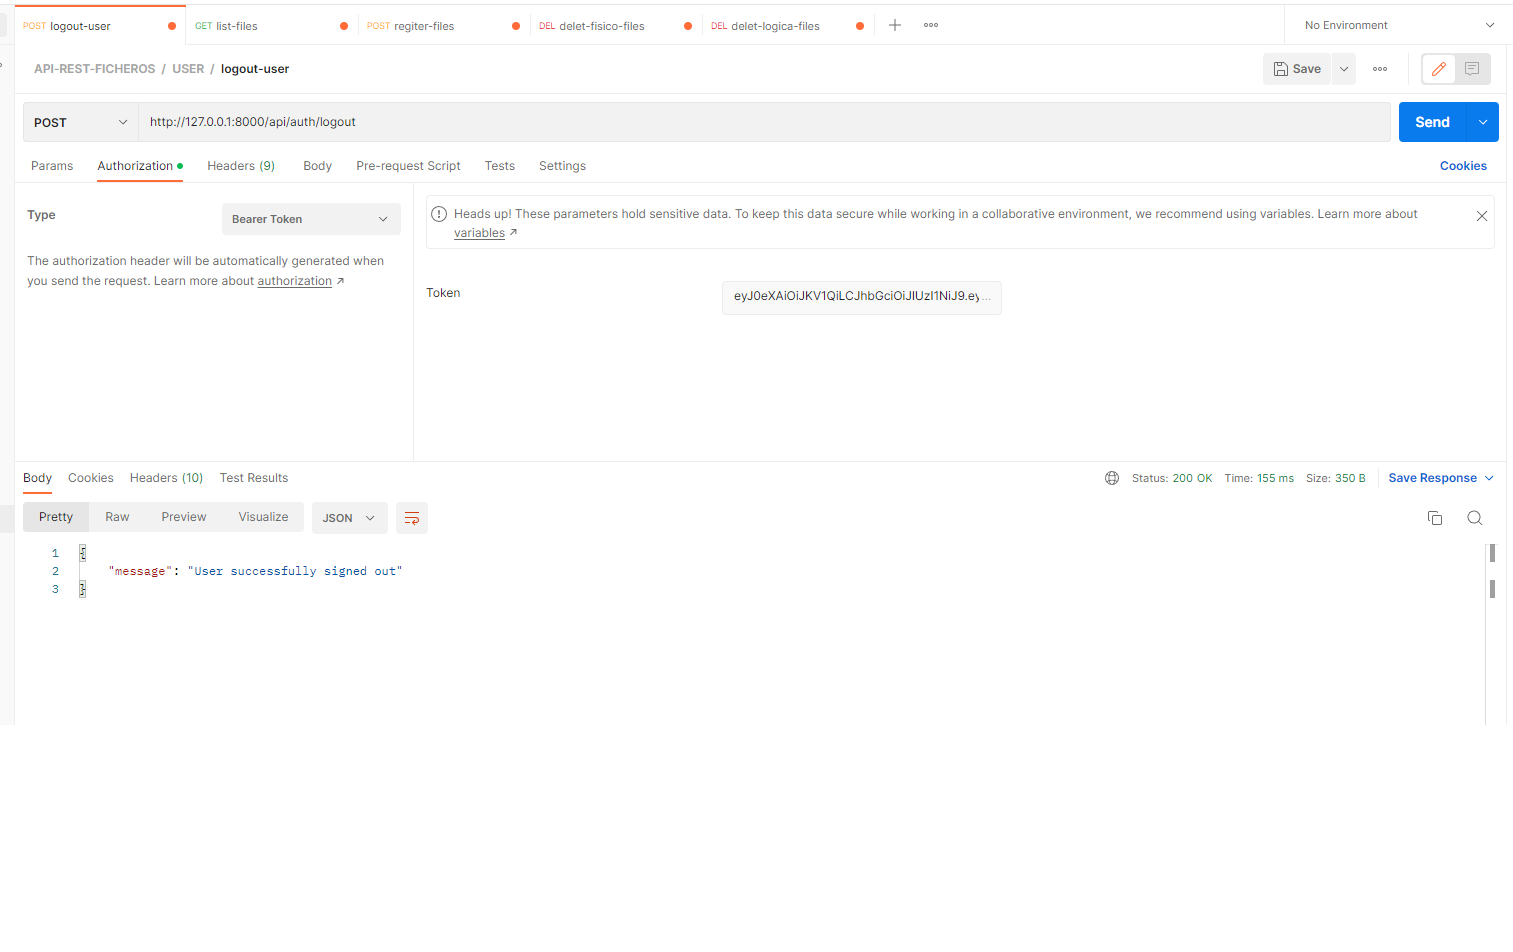 POST logout-user
GET list-files
POST regiter-files
DEL delet-fisico-files
DEL delet-logica-files
No Environment
API-REST-FICHEROS / USER / logout-user
Save
POST
http://127.0.0.1:8000/api/auth/logout
Send
Params
Authorization
Headers (9)
Body
Pre-request Script
Tests
Settings
Cookies
Type
Bearer Token
The authorization header will be automatically generated when
you send the request. Learn more about authorization ↗
Heads up! These parameters hold sensitive data. To keep this data secure while working in a collaborative environment, we recommend using variables. Learn more about
variables ↗
Token
eyJ0eXAiOiJKV1QiLCJhbGciOiJIUzI1NiJ9.ey...
Body
Cookies
Headers (10)
Test Results
Status: 200 OK
Time: 155 ms
Size: 350 B
Save Response
Pretty
Raw
Preview
Visualize
JSON
1 {
2 "message": "User successfully signed out"
3 }